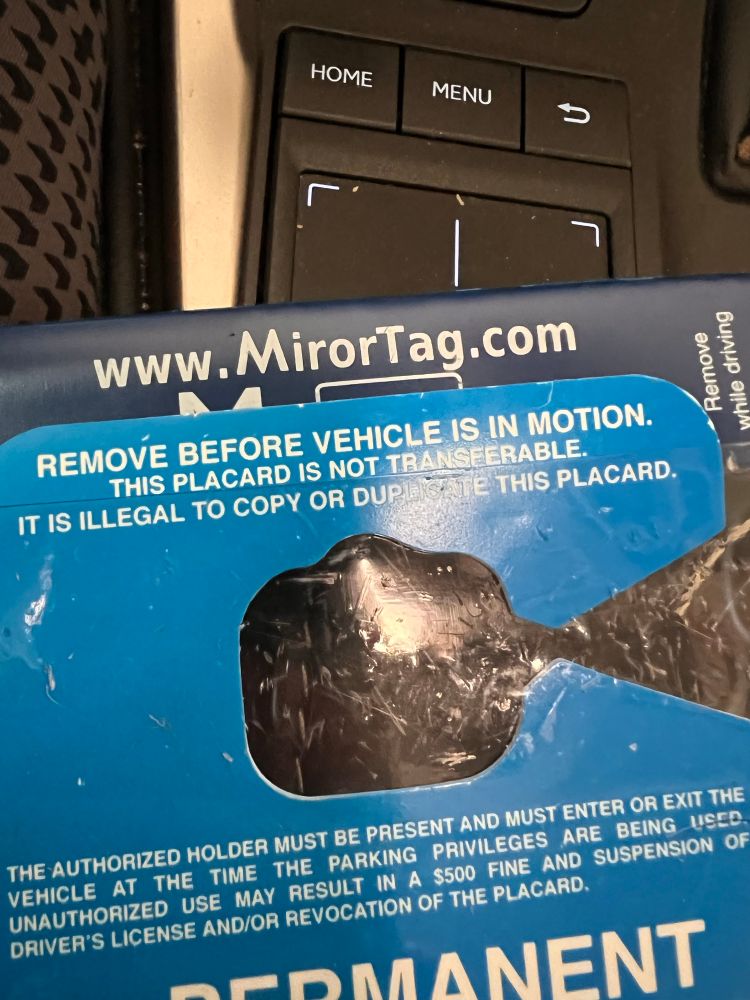 HOME
MENU
www.MirorTag.com
Remove
while driving
REMOVE BEFORE VEHICLE IS IN MOTION.
THIS PLACARD IS NOT TRANSFERABLE.
IT IS ILLEGAL TO COPY OR DUPLICATE THIS PLACARD.
THE AUTHORIZED HOLDER MUST BE PRESENT AND MUST ENTER OR EXIT THE
VEHICLE AT THE TIME THE PARKING PRIVILEGES ARE BEING USED.
UNAUTHORIZED USE MAY RESULT IN A $500 FINE AND SUSPENSION OF
DRIVER'S LICENSE AND/OR REVOCATION OF THE PLACARD.
PERMANENT